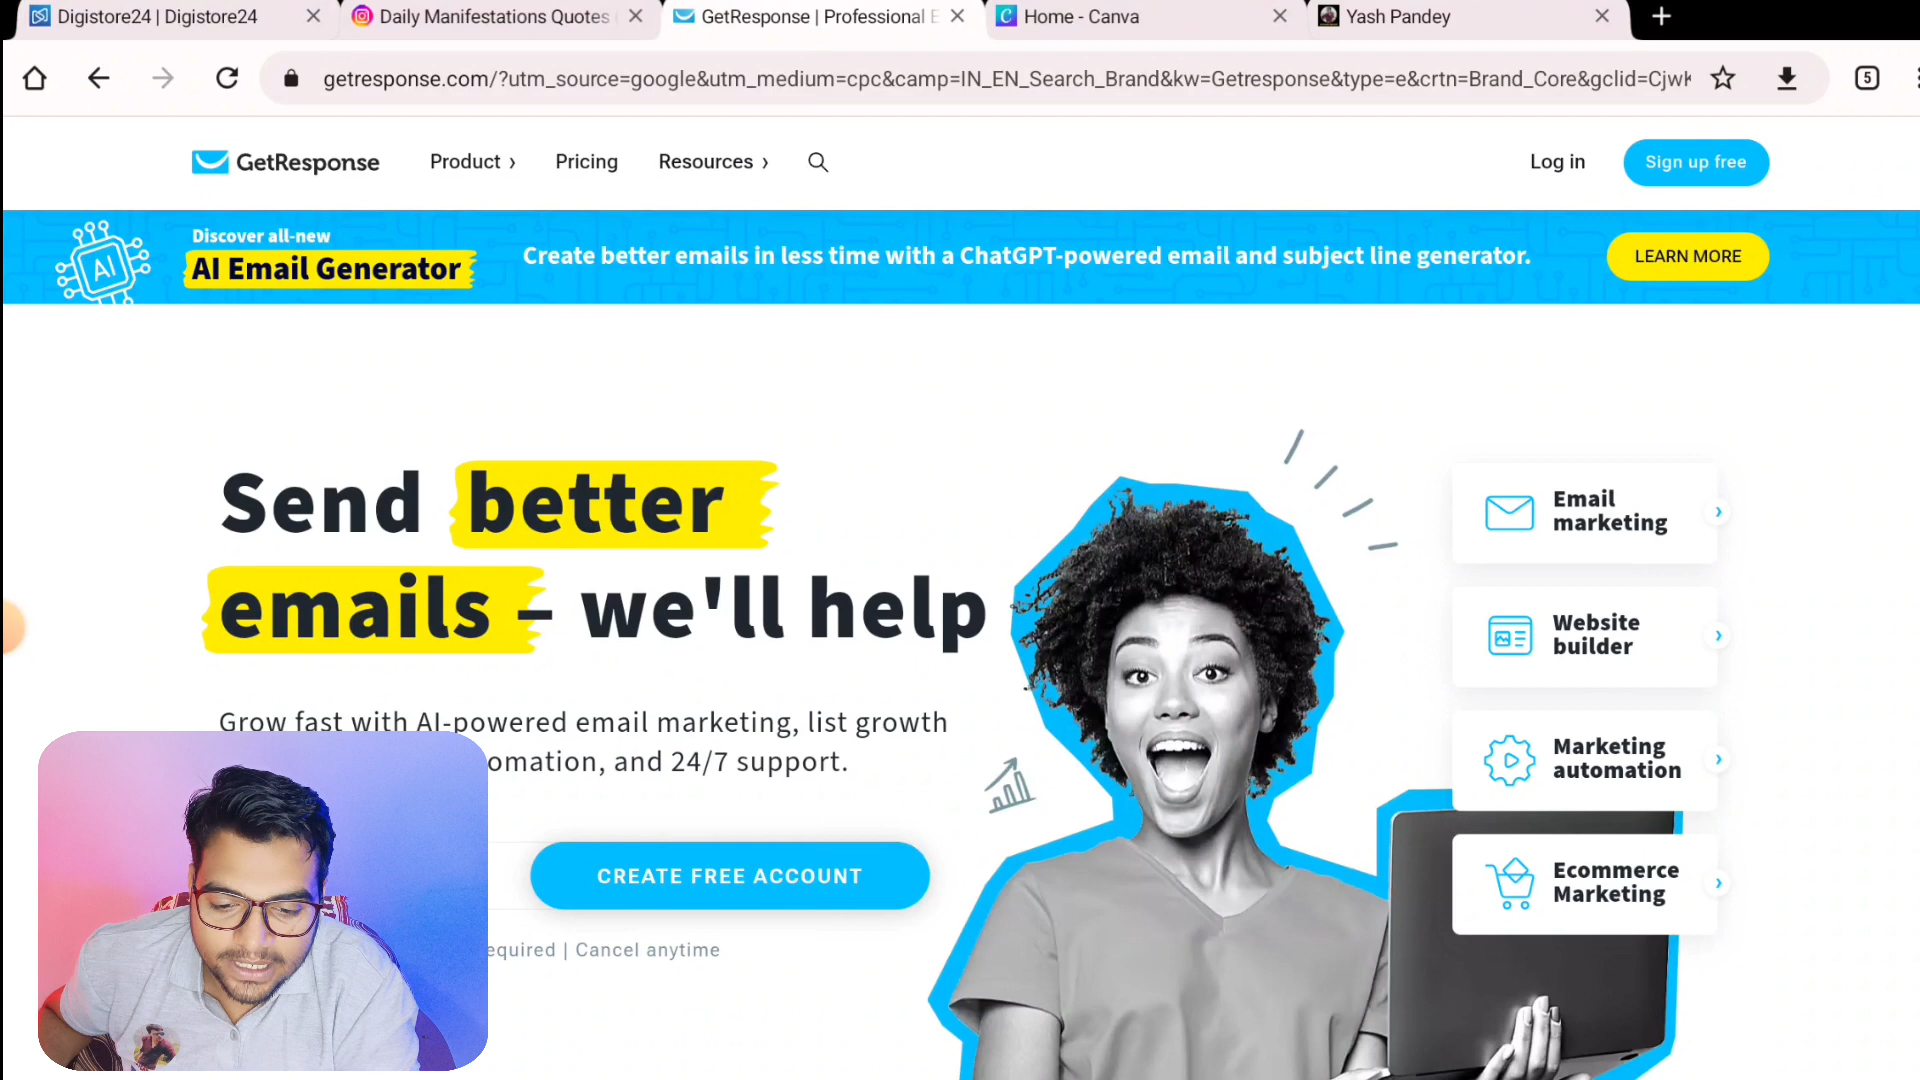 Digistore24 | Digistore24
Daily Manifestations Quotes
GetResponse | Professional E
Home - Canva
Yash Pandey
getresponse.com/?utm_source=google&utm_medium=cpc&camp=IN_EN_Search_Brand&kw=Getresponse&type=e&crtn=Brand_Core&gclid=CjwK
5
GetResponse
Product
Pricing
Resources
Log in
Sign up free
AI
Discover all-new
AI Email Generator
Create better emails in less time with a ChatGPT-powered email and subject line generator.
LEARN MORE
Send better
emails – we'll help
Grow fast with AI-powered email marketing, list growth
omation, and 24/7 support.
CREATE FREE ACCOUNT
equired | Cancel anytime
Email
marketing
Website
builder
Marketing
automation
Ecommerce
Marketing